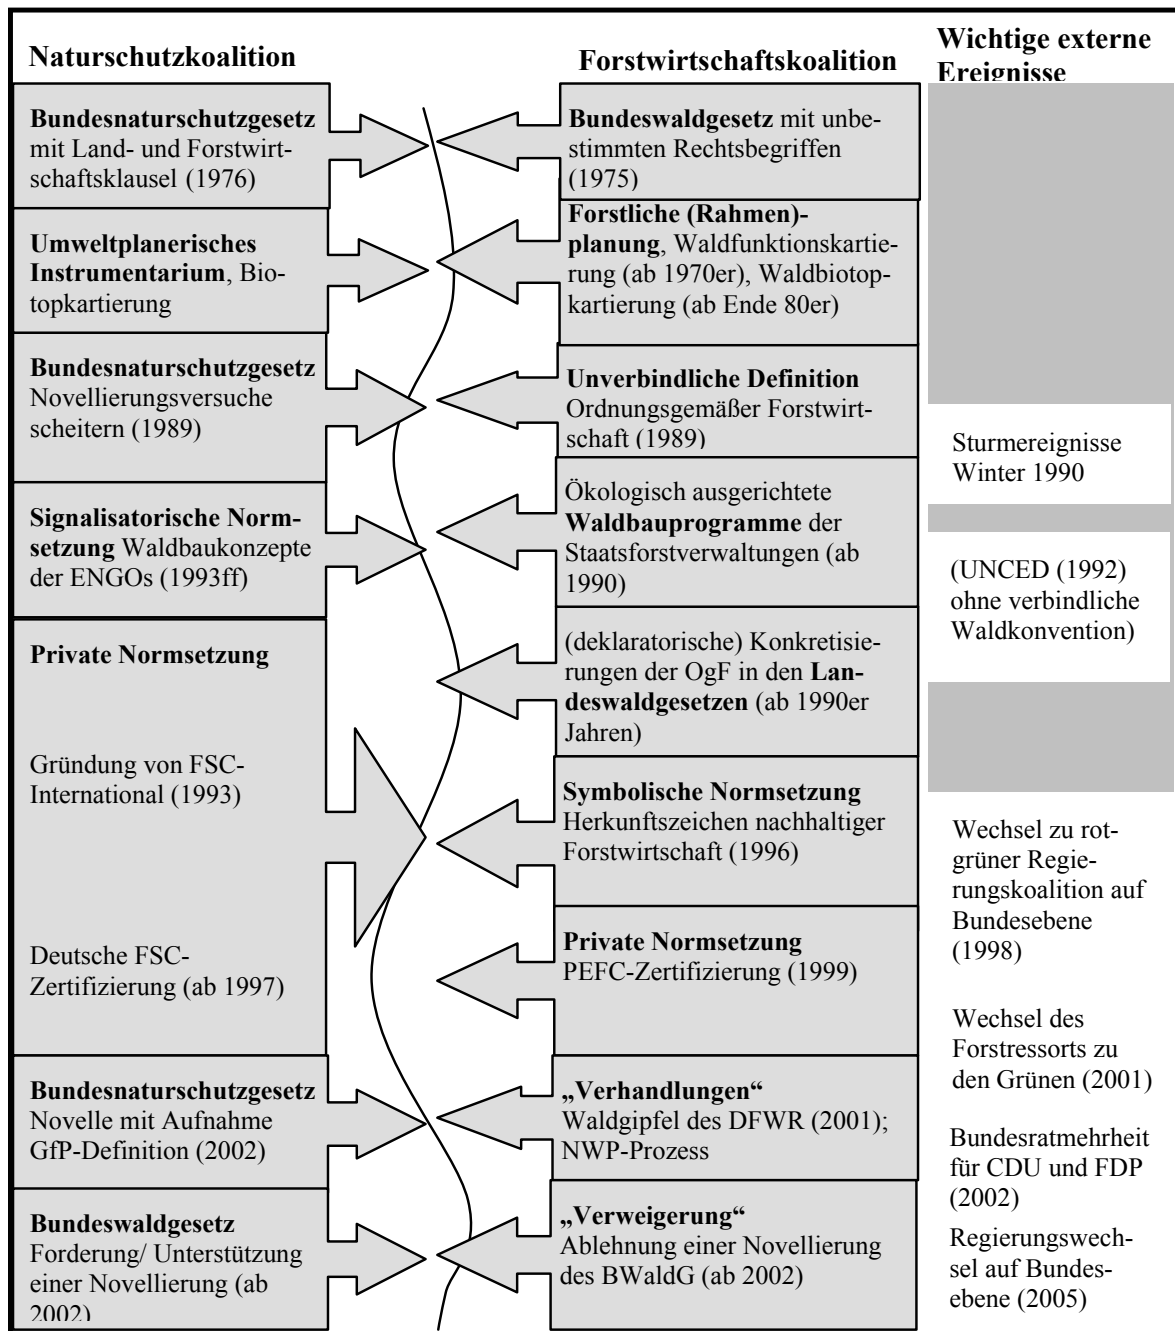 Naturschutzkoalition
Bundesnaturschutzgesetz
mit Land- und Forstwirt-
schaftsklausel (1976)
Umweltplanerisches
Instrumentarium, Bio-
topkartierung
Bundesnaturschutzgesetz
Novellierungsversuche
scheitern (1989)
Signalisatorische Norm-
setzung Waldbaukonzepte
der ENGOs (1993ff)
Private Normsetzung
Gründung von FSC-
International (1993)
Deutsche FSC-
Zertifizierung (ab 1997)
Bundesnaturschutzgesetz
Novelle mit Aufnahme
GfP-Definition (2002)
Bundeswaldgesetz
Forderung/ Unterstützung
einer Novellierung (ab
2002)
Forstwirtschaftskoalition
Bundeswaldgesetz mit unbe-
stimmten Rechtsbegriffen
(1975)
Forstliche (Rahmen)-
planung, Waldfunktionskartie-
rung (ab 1970er), Waldbiotop-
kartierung (ab Ende 80er)
Unverbindliche Definition
Ordnungsgemäßer Forstwirt-
schaft (1989)
Ökologisch ausgerichtete
Waldbauprogramme der
Staatsforstverwaltungen (ab
1990)
(deklaratorische) Konkretisie-
rungen der OgF in den Lan-
deswaldgesetzen (ab 1990er
Jahren)
Symbolische Normsetzung
Herkunftszeichen nachhaltiger
Forstwirtschaft (1996)
Private Normsetzung
PEFC-Zertifizierung (1999)
„Verhandlungen“
Waldgipfel des DFWR (2001);
NWP-Prozess
„Verweigerung“
Ablehnung einer Novellierung
des BWaldG (ab 2002)
Wichtige externe
Ereignisse
Sturmereignisse
Winter 1990
(UNCED (1992)
ohne verbindliche
Waldkonvention)
Wechsel zu rot-
grüner Regie-
rungskoalition auf
Bundesebene
(1998)
Wechsel des
Forstressorts zu
den Grünen (2001)
Bundesratmehrheit
für CDU und FDP
(2002)
Regierungswech-
sel auf Bundes-
ebene (2005)